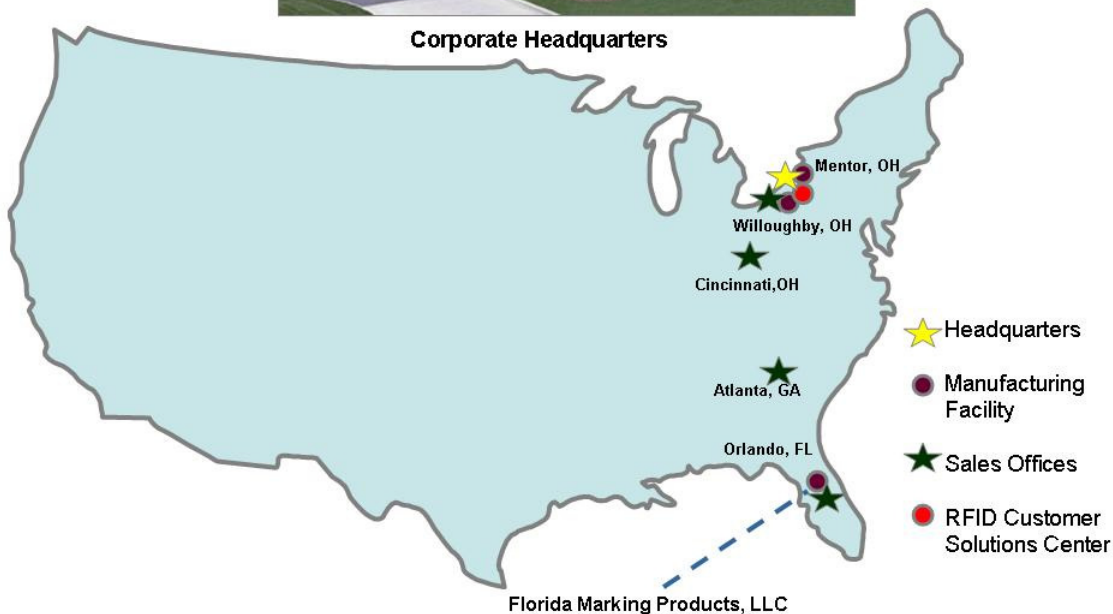 Corporate Headquarters
Mentor, OH
Willoughby, OH
Cincinnati,OH
Headquarters
Manufacturing
Facility
Atlanta, GA
Orlando, FL
Sales Offices
RFID Customer
Solutions Center
Florida Marking Products, LLC